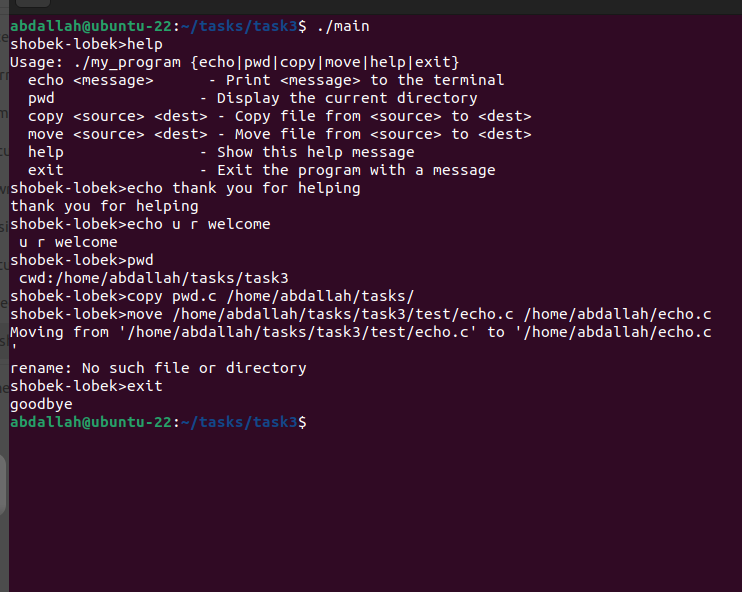 abdallah@ubuntu-22:~/tasks/task3$ ./main
shobek-lobek>help
Usage: ./my_program {echo|pwd|copy|move|help|exit}
  echo <message>      - Print <message> to the terminal
  pwd                - Display the current directory
  copy <source> <dest> - Copy file from <source> to <dest>
  move <source> <dest> - Move file from <source> to <dest>
  help               - Show this help message
  exit               - Exit the program with a message
shobek-lobek>echo thank you for helping
thank you for helping
shobek-lobek>echo u r welcome
 u r welcome
shobek-lobek>pwd
 cwd:/home/abdallah/tasks/task3
shobek-lobek>copy pwd.c /home/abdallah/tasks/
shobek-lobek>move /home/abdallah/tasks/task3/test/echo.c /home/abdallah/echo.c
Moving from '/home/abdallah/tasks/task3/test/echo.c' to '/home/abdallah/echo.c
'
rename: No such file or directory
shobek-lobek>exit
goodbye
abdallah@ubuntu-22:~/tasks/task3$